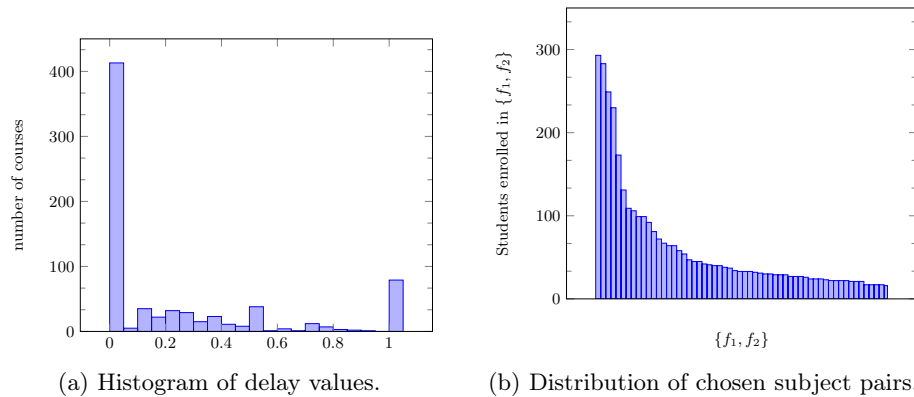 number of courses
400
300
200
100
0
0 0.2 0.4 0.6 0.8 1
(a) Histogram of delay values.
Students enrolled in {f₁, f₂}
300
200
100
0
{f₁, f₂}
(b) Distribution of chosen subject pairs.